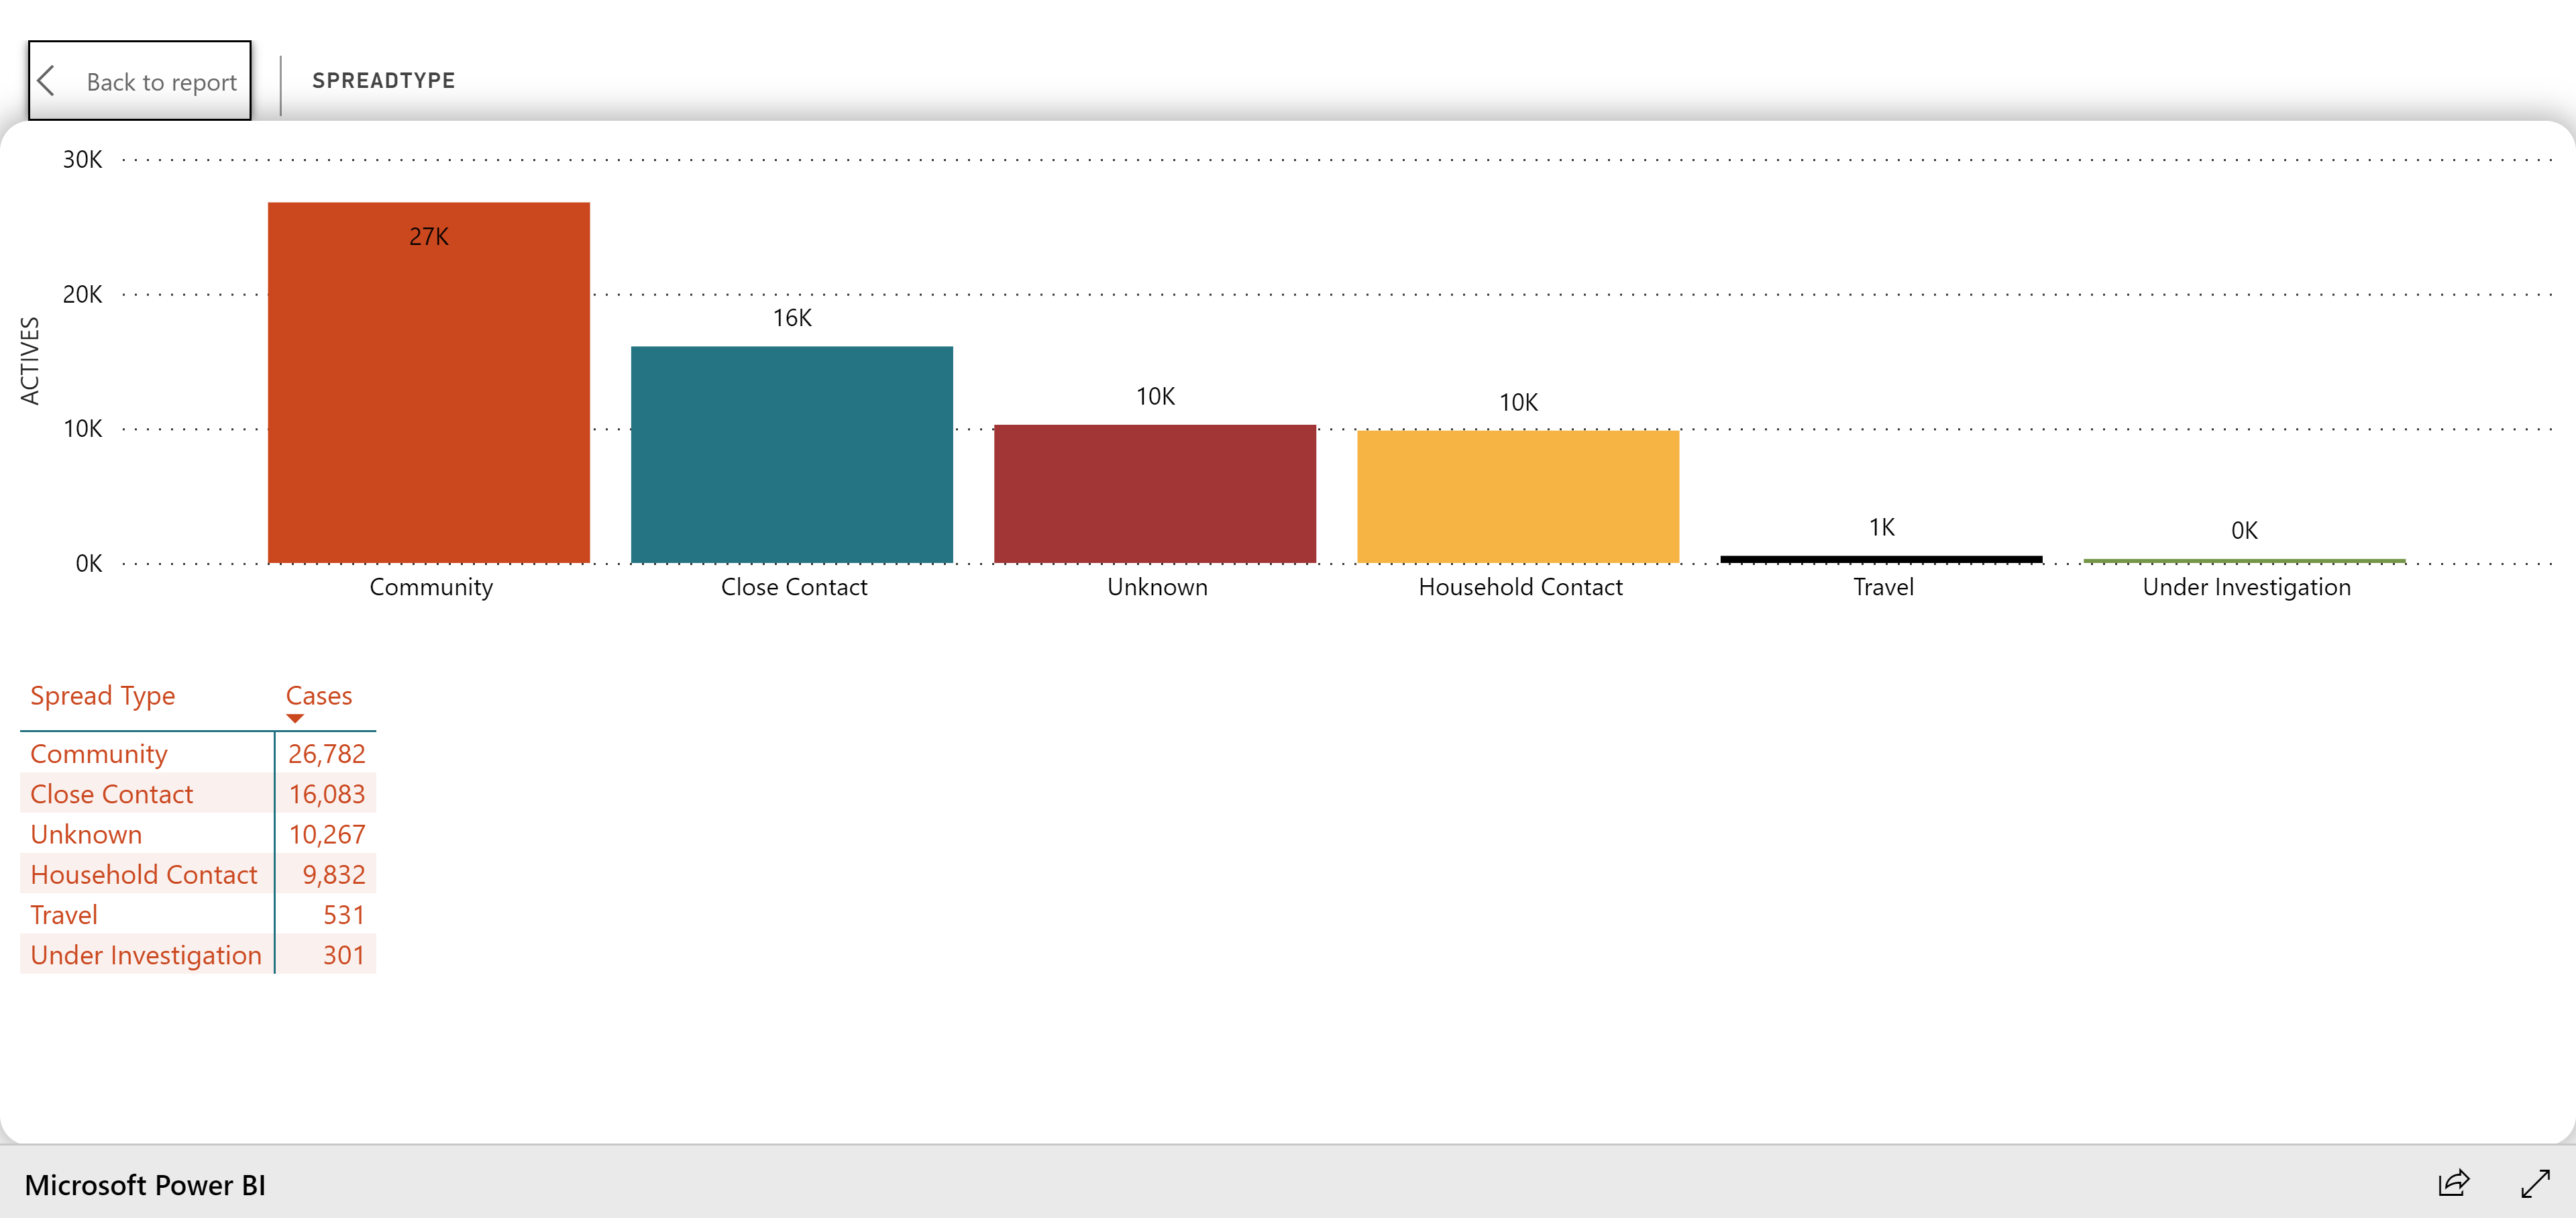 Back to report
SPREADTYPE
30K
27K
20K
16K
ACTIVES
10K
10K
10K
1K
0K
0K
Community Close Contact Unknown Household Contact Travel Under Investigation
Spread Type Cases
Community 26,782
Close Contact 16,083
Unknown 10,267
Household Contact 9,832
Travel 531
Under Investigation 301
Microsoft Power BI